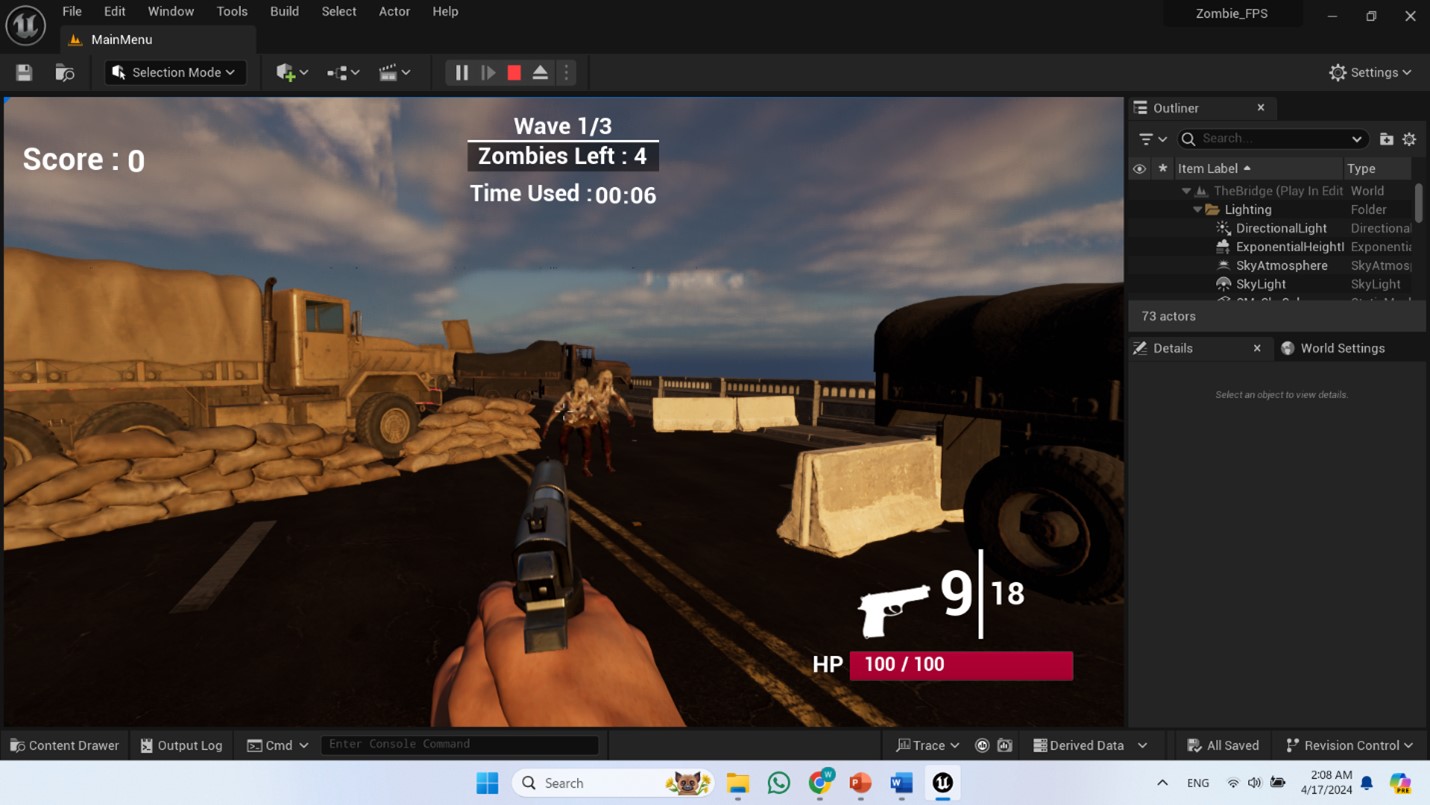 File Edit Window Tools Build Select Actor Help
Zombie_FPS
MainMenu
Selection Mode
Settings
Wave 1/3
Score : 0
Zombies Left : 4
Time Used : 00:06
9 18
HP 100 / 100
Outliner
Search...
Item Label Type
TheBridge (Play In Edit World
Lighting Folder
DirectionalLight Directional
ExponentialHeightI Exponentia
SkyAtmosphere SkyAtmosp
SkyLight SkyLight
73 actors
Details World Settings
Select an object to view details.
Content Drawer Output Log Cmd Enter Console Command Trace Derived Data All Saved Revision Control
Search ENG 2:08 AM
4/17/2024